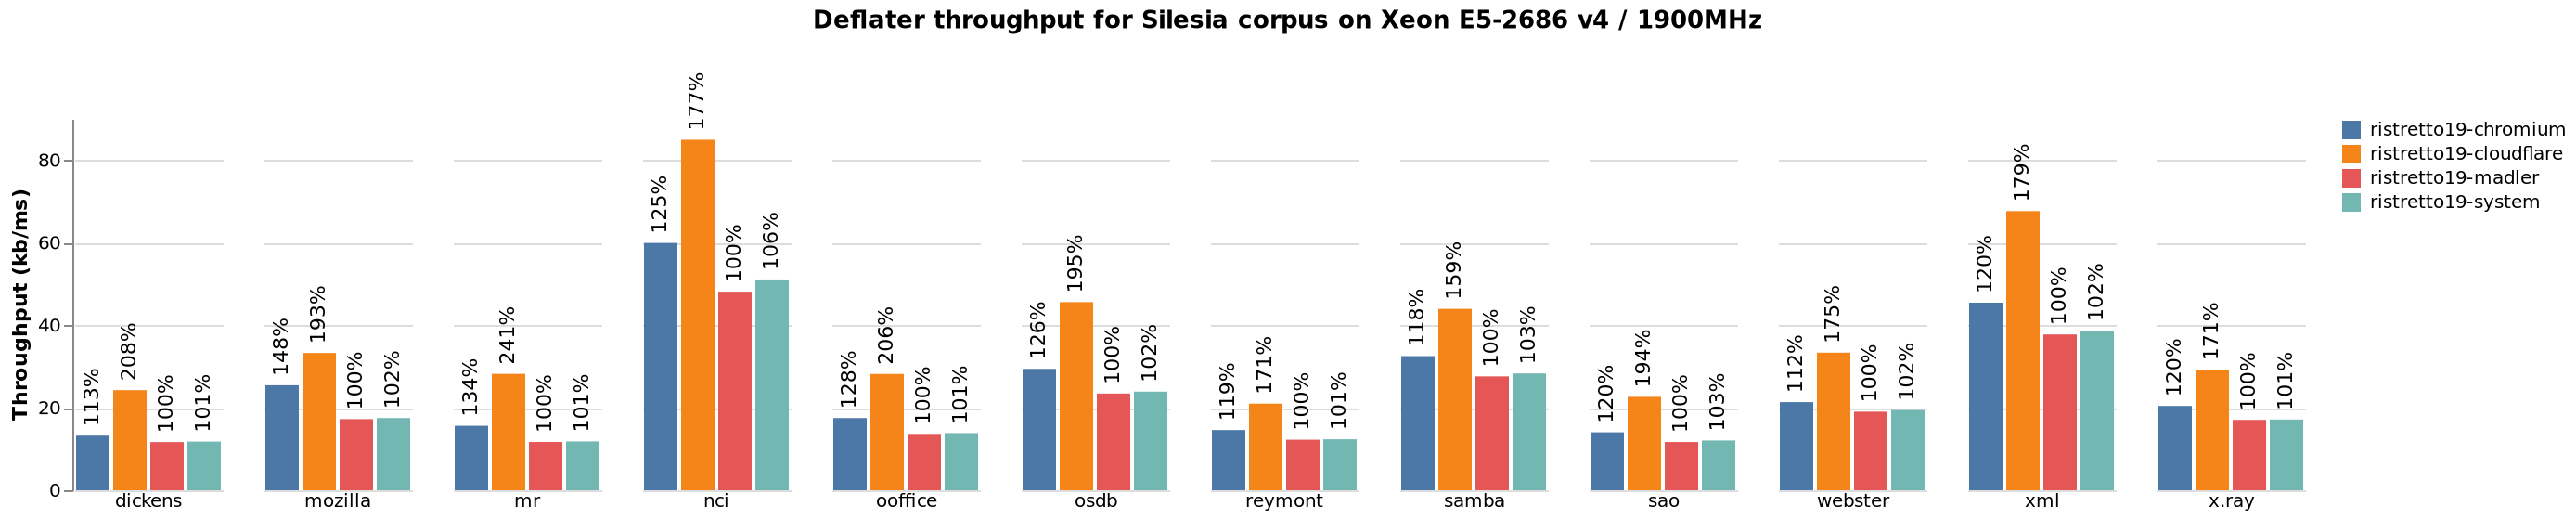 Deflater throughput for Silesia corpus on Xeon E5-2686 v4 / 1900MHz
Throughput (kb/ms)
80
60
40
20
0
113%
208%
100%
101%
dickens
148%
193%
100%
102%
mozilla
134%
241%
100%
101%
mr
125%
177%
100%
106%
nci
128%
206%
100%
101%
ooffice
126%
195%
100%
102%
osdb
119%
171%
100%
101%
reymont
118%
159%
100%
103%
samba
120%
194%
100%
103%
sao
112%
175%
100%
102%
webster
120%
179%
100%
102%
xml
120%
171%
100%
101%
x.ray
ristretto19-chromium
ristretto19-cloudflare
ristretto19-madler
ristretto19-system